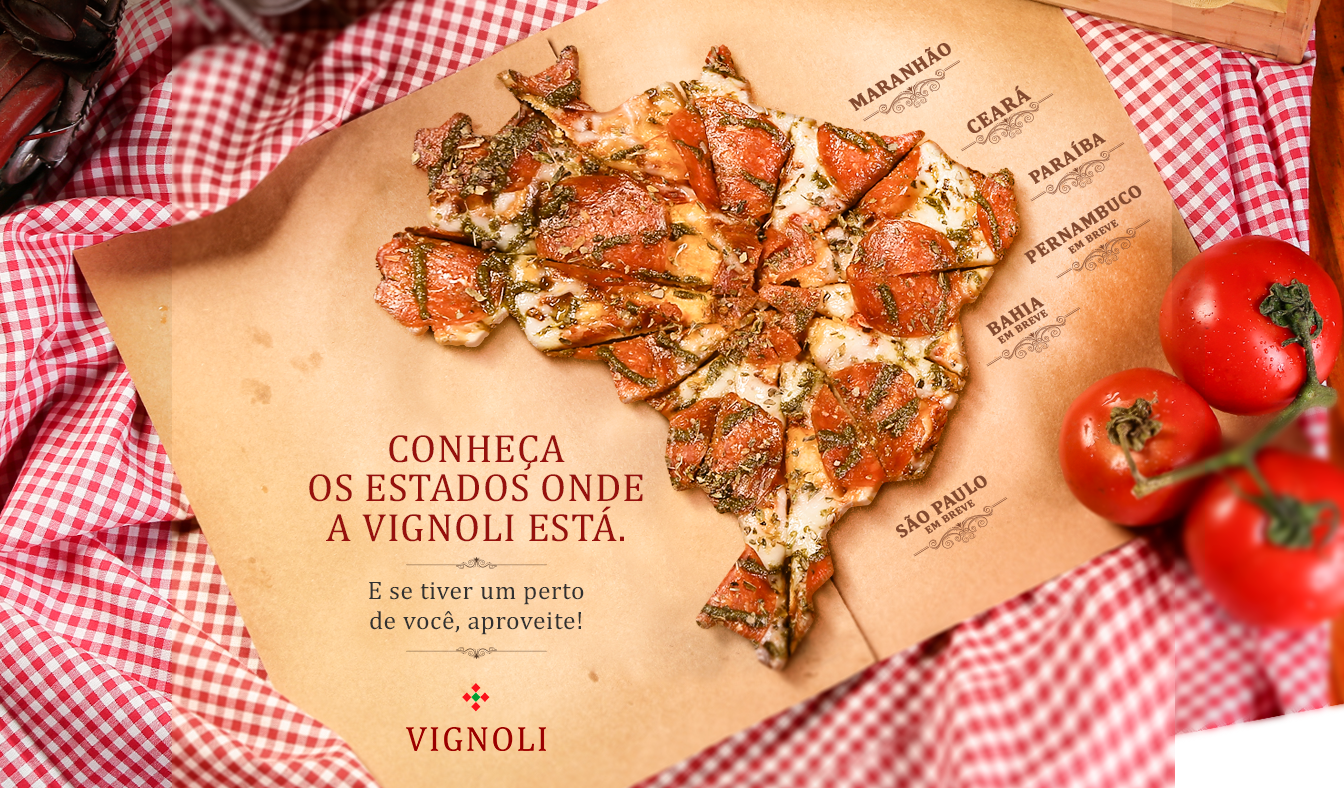 MARANHÃO
CEARÁ
PARAÍBA
PERNAMBUCO
EM BREVE
BAHIA
EM BREVE
SÃO PAULO
EM BREVE
CONHEÇA
OS ESTADOS ONDE
A VIGNOLI ESTÁ.
E se tiver um perto
de você, aproveite!
VIGNOLI